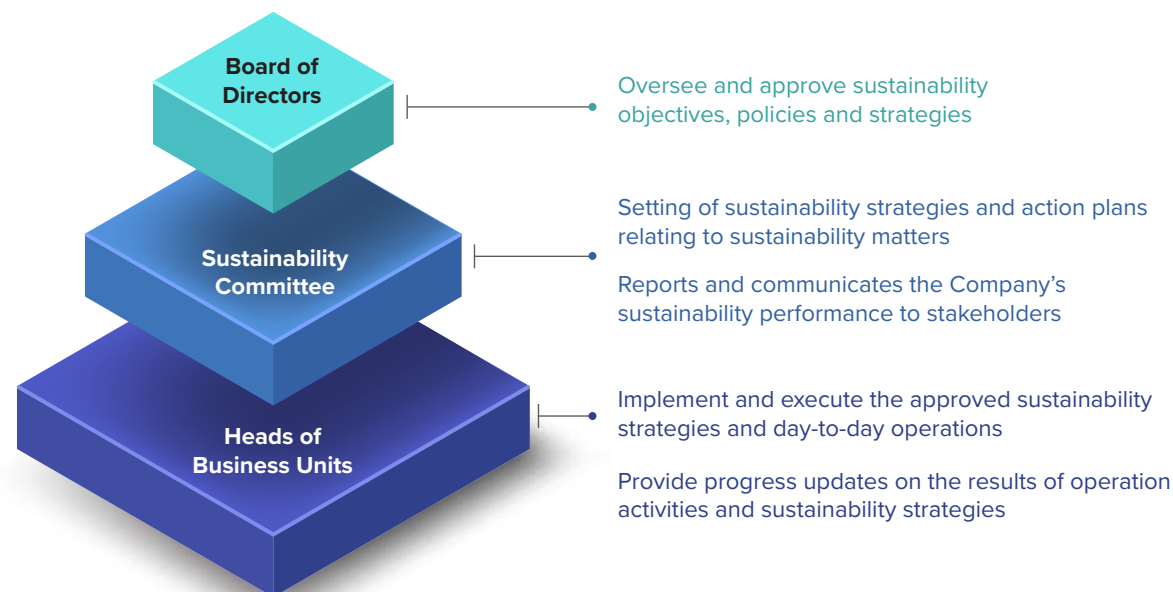 Board of
Directors
Oversee and approve sustainability
objectives, policies and strategies
Sustainability
Committee
Setting of sustainability strategies and action plans
relating to sustainability matters
Reports and communicates the Company’s
sustainability performance to stakeholders
Heads of
Business Units
Implement and execute the approved sustainability
strategies and day-to-day operations
Provide progress updates on the results of operation
activities and sustainability strategies